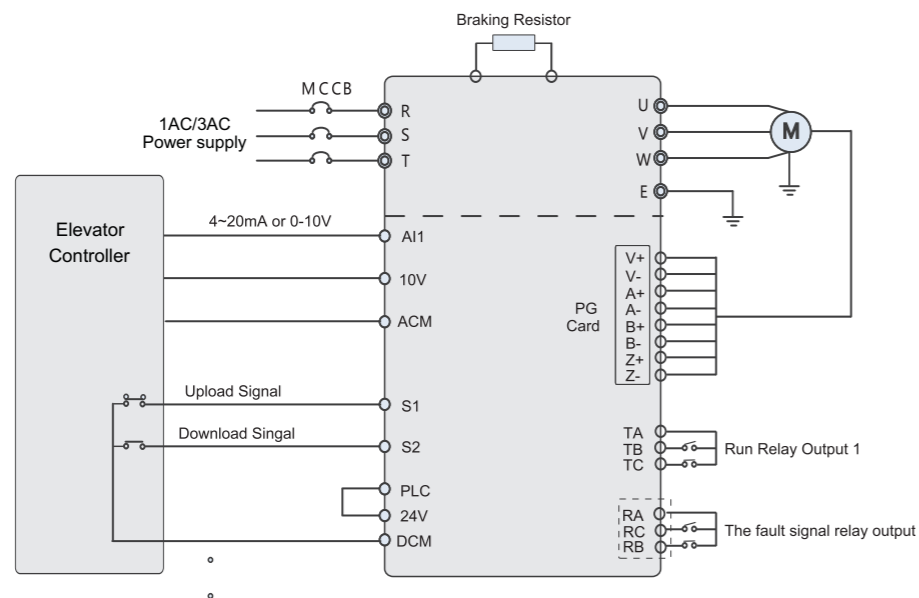 Braking Resistor
MCCB
1AC/3AC
Power supply
R
S
T
U
V
W
E
M
Elevator
Controller
4~20mA or 0-10V
AI1
10V
ACM
Upload Signal
S1
Download Singal
S2
PLC
24V
DCM
PG
Card
V+
V-
A+
A-
B+
B-
Z+
Z-
TA
TB
TC
Run Relay Output 1
RA
RC
RB
The fault signal relay output